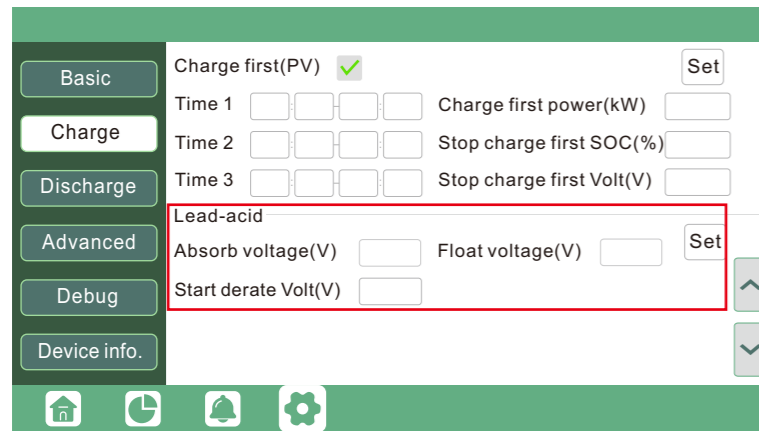 Basic
Charge
Discharge
Advanced
Debug
Device info.
Charge first(PV) Set
Time 1 : - : Charge first power(kW)
Time 2 : - : Stop charge first SOC(%)
Time 3 : - : Stop charge first Volt(V)
Lead-acid
Absorb voltage(V) Float voltage(V) Set
Start derate Volt(V)